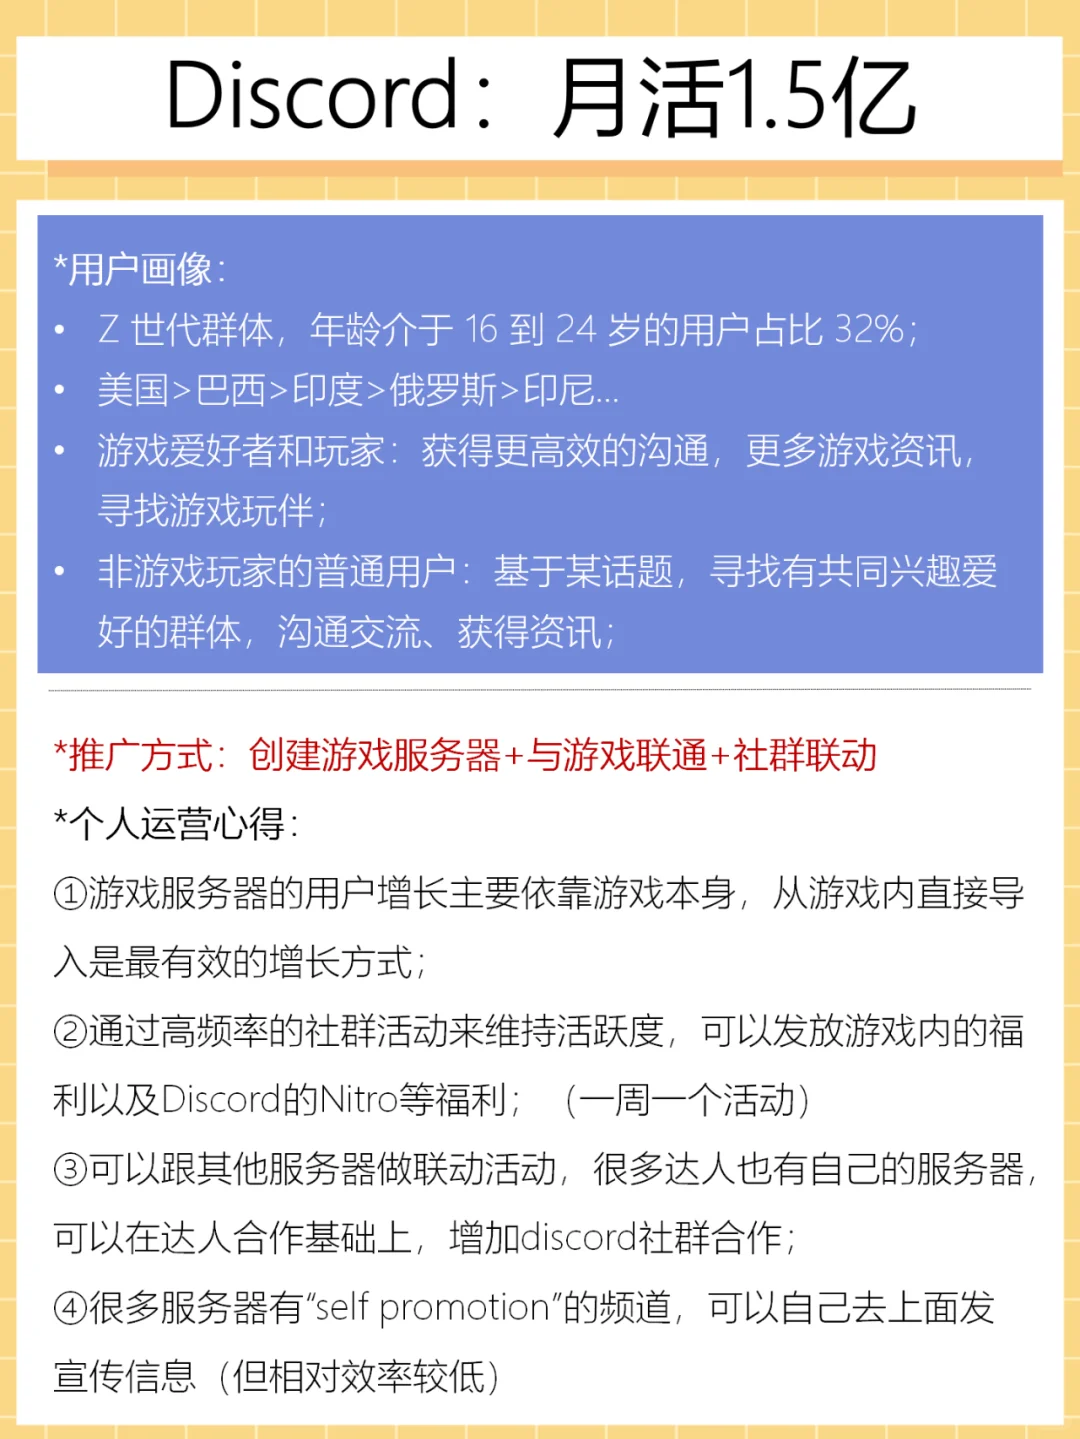 Discord：月活1.5亿
*用户画像：
• Z 世代群体，年龄介于 16 到 24 岁的用户占比 32%；
• 美国>巴西>印度>俄罗斯>印尼...
• 游戏爱好者和玩家：获得更高效的沟通，更多游戏资讯，
寻找游戏玩伴；
• 非游戏玩家的普通用户：基于某话题，寻找有共同兴趣爱
好的群体，沟通交流、获得资讯；
*推广方式：创建游戏服务器+与游戏联通+社群联动
*个人运营心得：
①游戏服务器的用户增长主要依靠游戏本身，从游戏内直接导
入是最有效的增长方式；
②通过高频率的社群活动来维持活跃度，可以发放游戏内的福
利以及Discord的Nitro等福利；（一周一个活动）
③可以跟其他服务器做联动活动，很多达人也有自己的服务器，
可以在达人合作基础上，增加discord社群合作；
④很多服务器有“self promotion”的频道，可以自己去上面发
宣传信息（但相对效率较低）